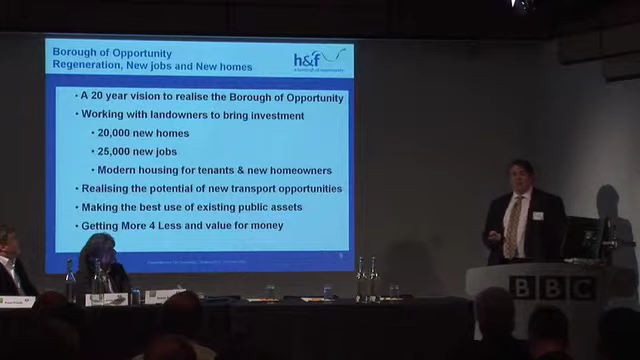 Borough of Opportunity
Regeneration, New jobs and New homes
h&f
a borough of opportunity
• A 20 year vision to realise the Borough of Opportunity
• Working with landowners to bring investment
• 20,000 new homes
• 25,000 new jobs
• Modern housing for tenants & new homeowners
• Realising the potential of new transport opportunities
• Making the best use of existing public assets
• Getting More 4 Less and value for money
BBC